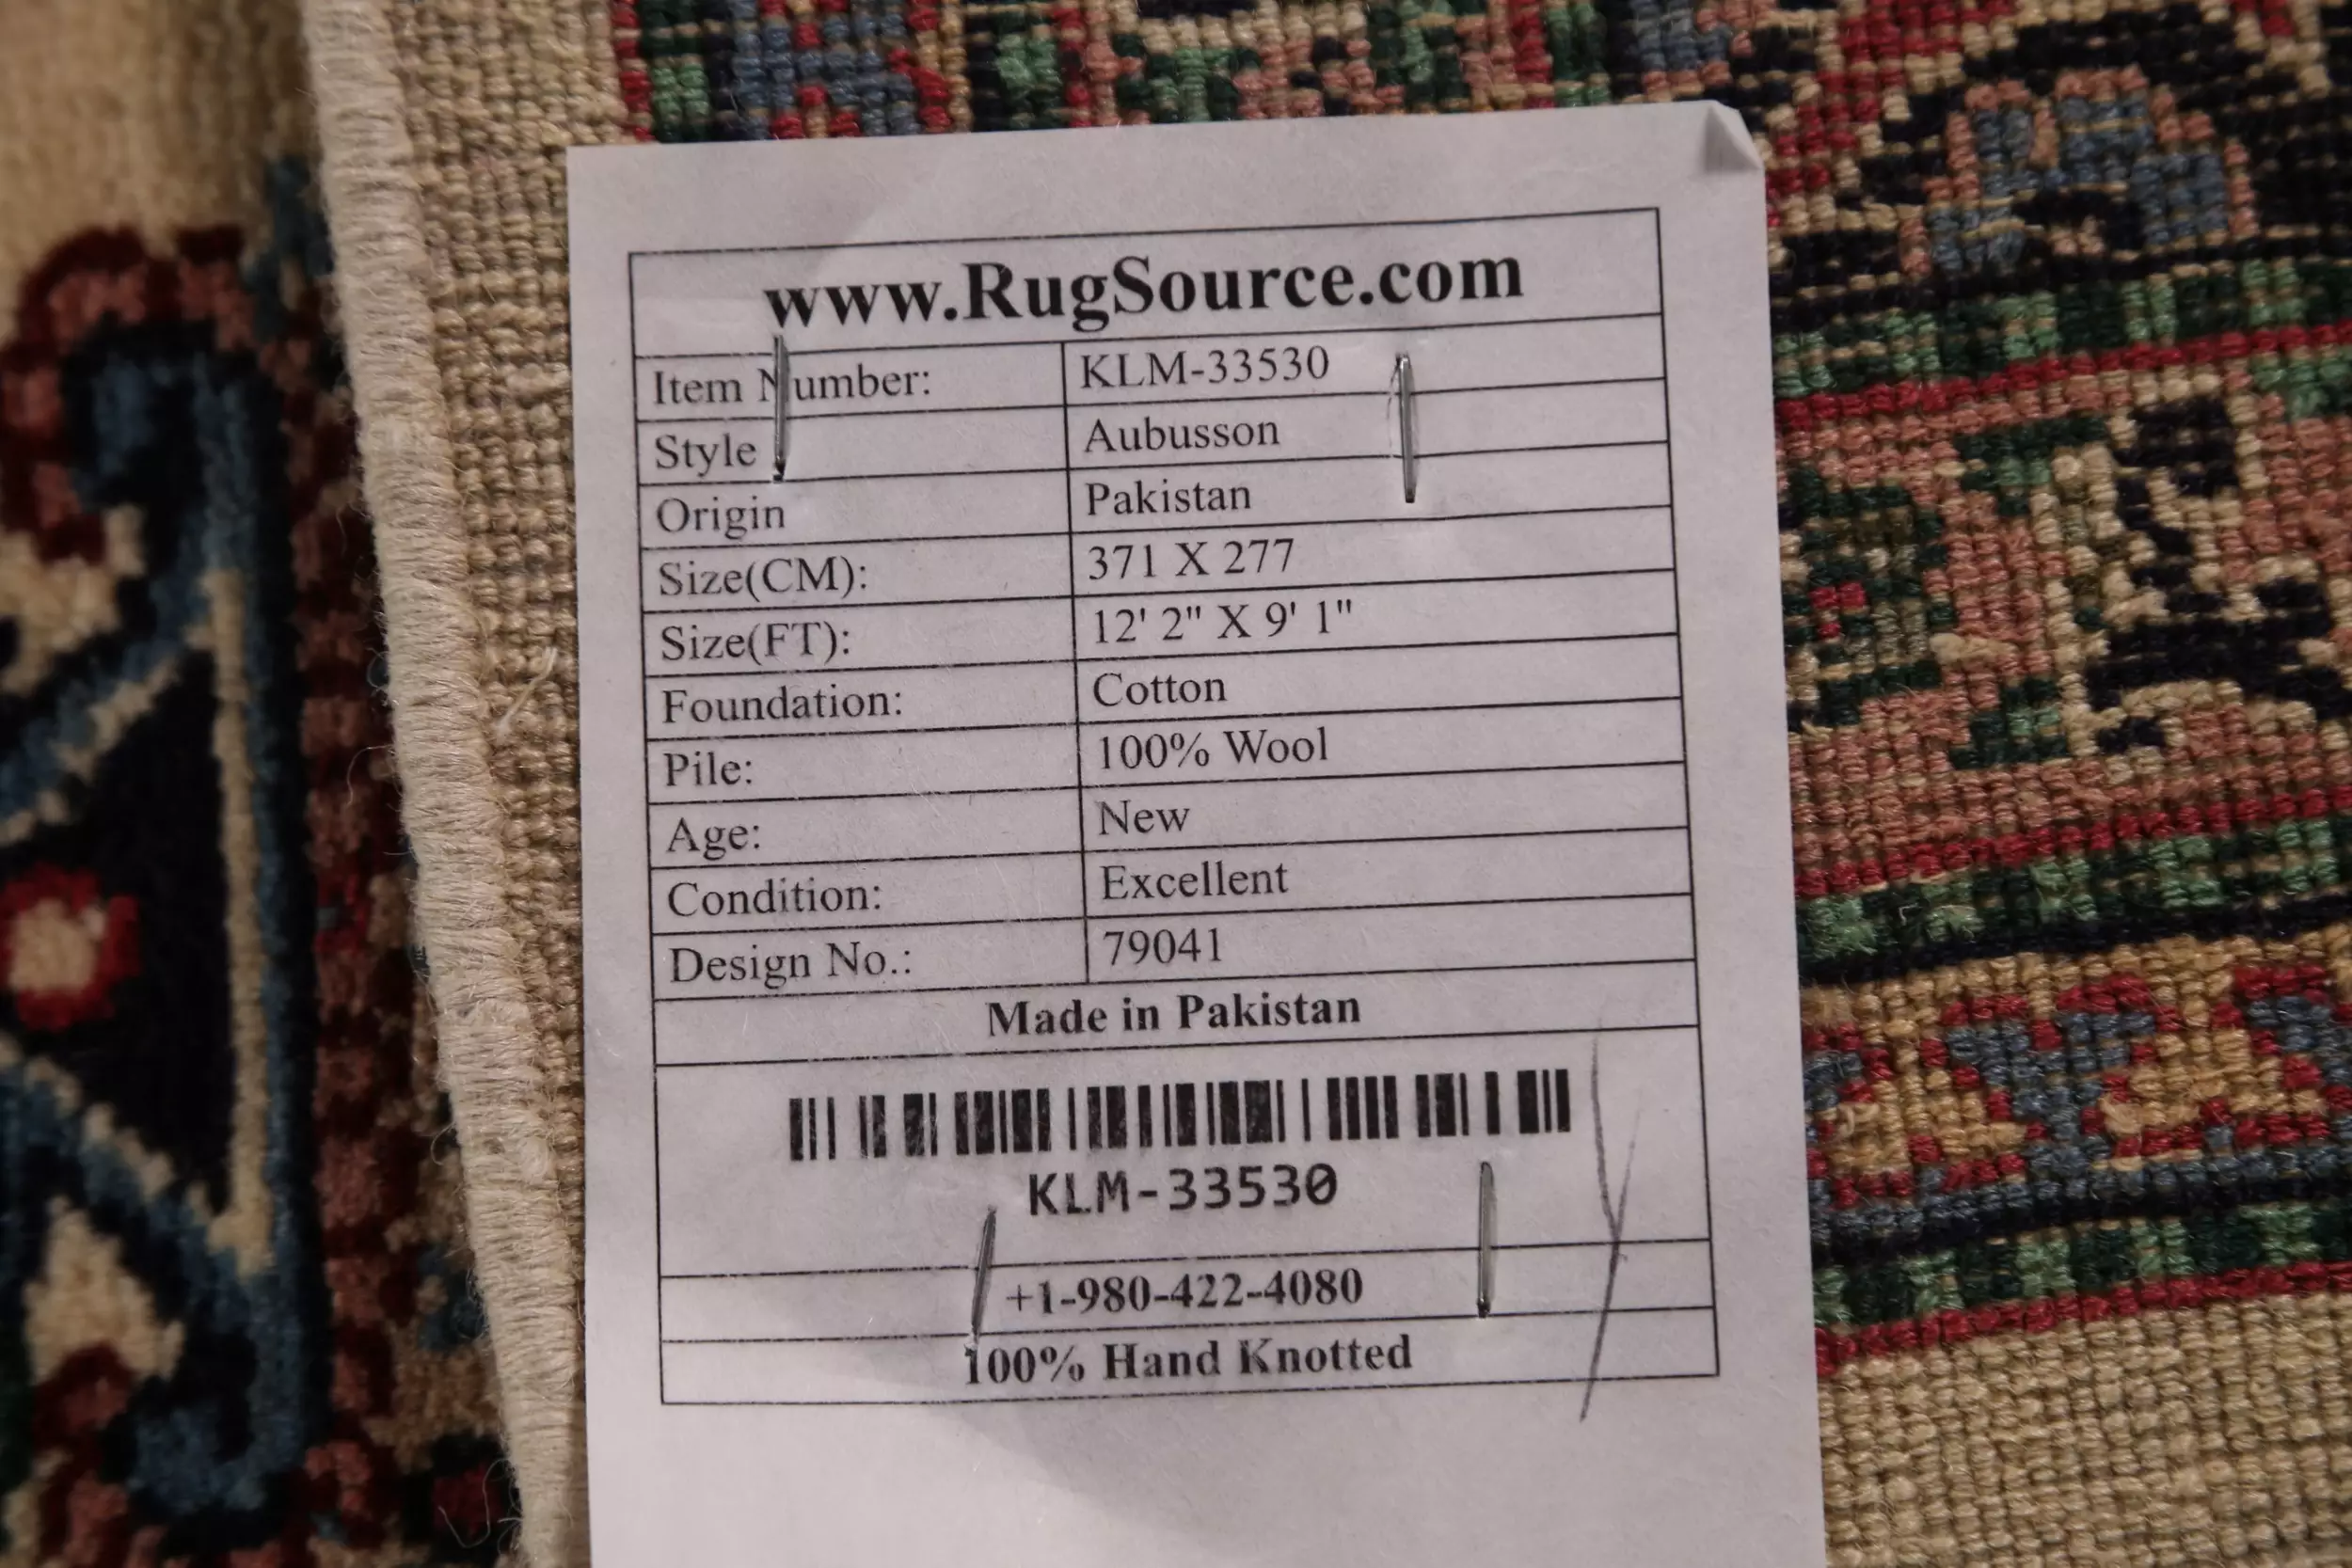 www.RugSource.com
Item Number: KLM-33530
Style Aubusson
Origin Pakistan
Size(CM): 371 X 277
Size(FT): 12' 2" X 9' 1"
Foundation: Cotton
Pile: 100% Wool
Age: New
Condition: Excellent
Design No.: 79041
Made in Pakistan
KLM-33530
+1-980-422-4080
100% Hand Knotted